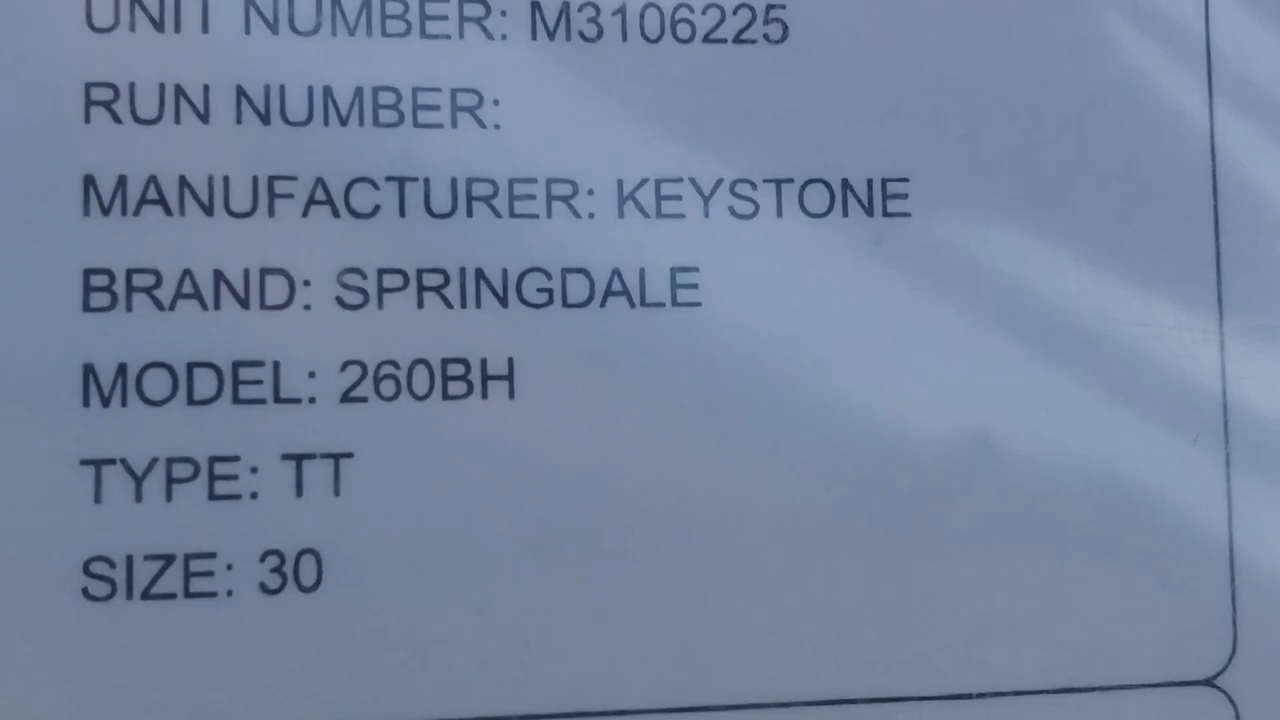 UNIT NUMBER: M3106225
RUN NUMBER:
MANUFACTURER: KEYSTONE
BRAND: SPRINGDALE
MODEL: 260BH
TYPE: TT
SIZE: 30